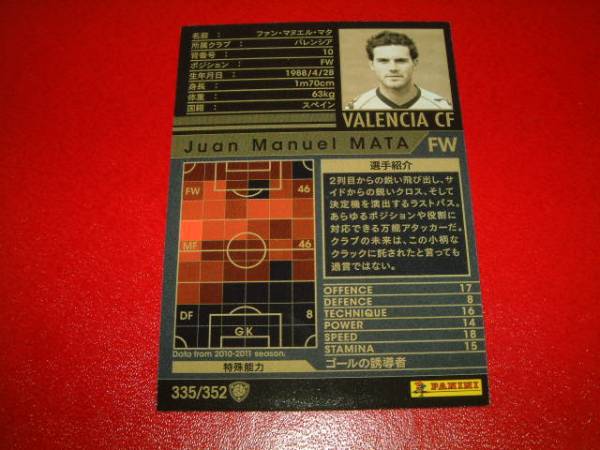 名前 : ファン・マヌエル・マタ
所属クラブ : バレンシア
背番号 : 10
ポジション : FW
生年月日 : 1988/4/28
身長 : 1m70cm
体重 : 63kg
国籍 : スペイン
VALENCIA CF
Juan Manuel MATA FW
FW 46
MF 46
DF 8
GK
Data from 2010-2011 season.
選手紹介
2列目からの鋭い飛び出し、サ
イドからの鋭いクロス、そして
決定機を演出するラストパス。
あらゆるポジションや役割に
対応できる万能アタッカーだ。
クラブの未来は、この小柄な
クラックに託されたと言っても
過言ではない。
OFFENCE 17
DEFENCE 8
TECHNIQUE 16
POWER 14
SPEED 18
STAMINA 15
特殊能力 ゴールの誘導者
335/352
PANINI